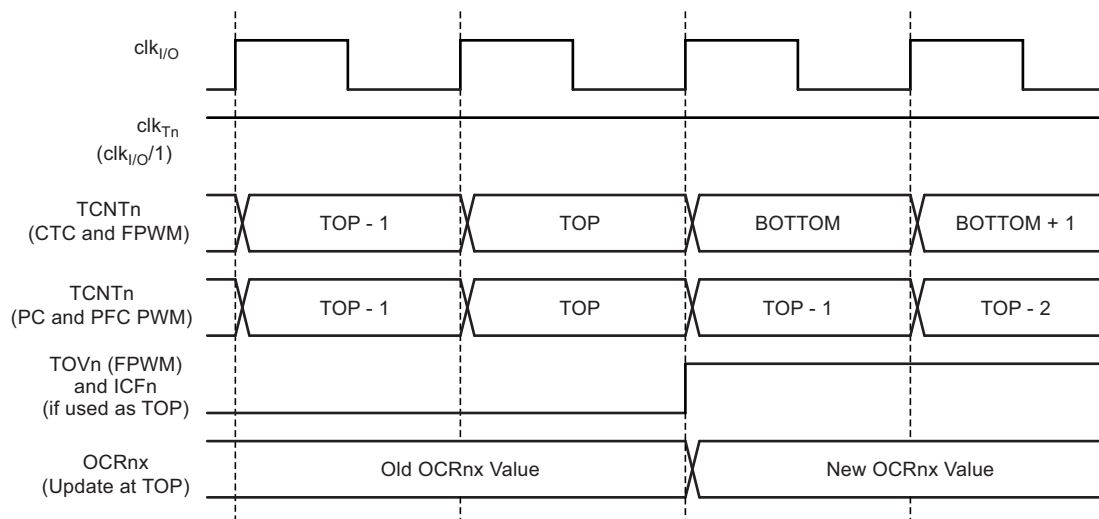 clkI/O
clkTn
(clkI/O/1)
TCNTn
(CTC and FPWM)
TOP - 1
TOP
BOTTOM
BOTTOM + 1
TCNTn
(PC and PFC PWM)
TOP - 1
TOP
TOP - 1
TOP - 2
TOVn (FPWM)
and ICFn
(if used as TOP)
OCRnx
(Update at TOP)
Old OCRnx Value
New OCRnx Value